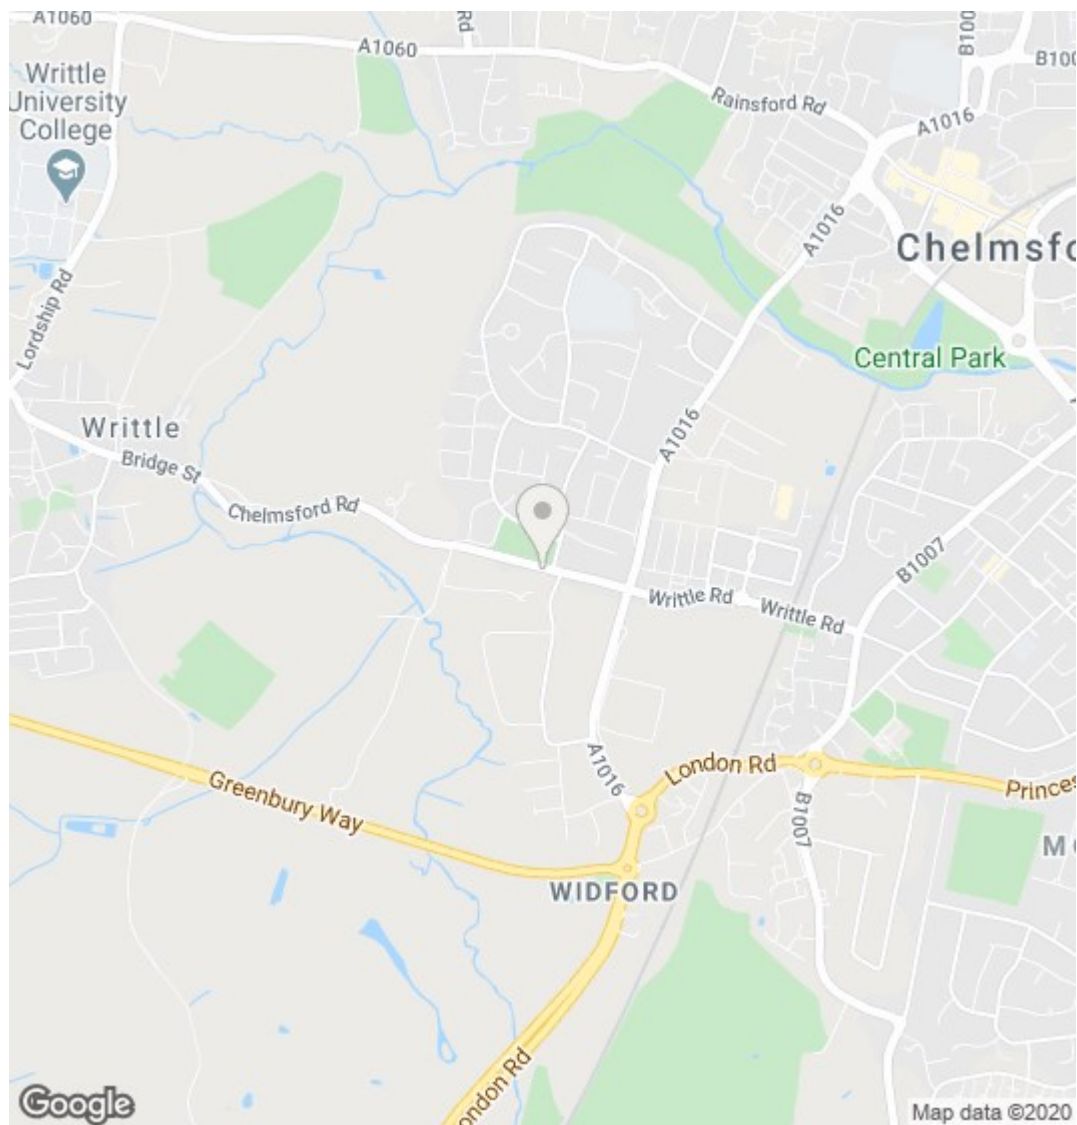 A1060
Rd
A1060
B100
B100
Writtle
University
College
Rainsford Rd
A1016
A1016
Chelmsfo
Lordship Rd
Central Park
Writtle
A1016
Bridge St
Chelmsford Rd
B1007
Writtle Rd
Writtle Rd
A1016
London Rd
Greenbury Way
Princes
B1007
MO
WIDFORD
London Rd
Google
Map data ©2020